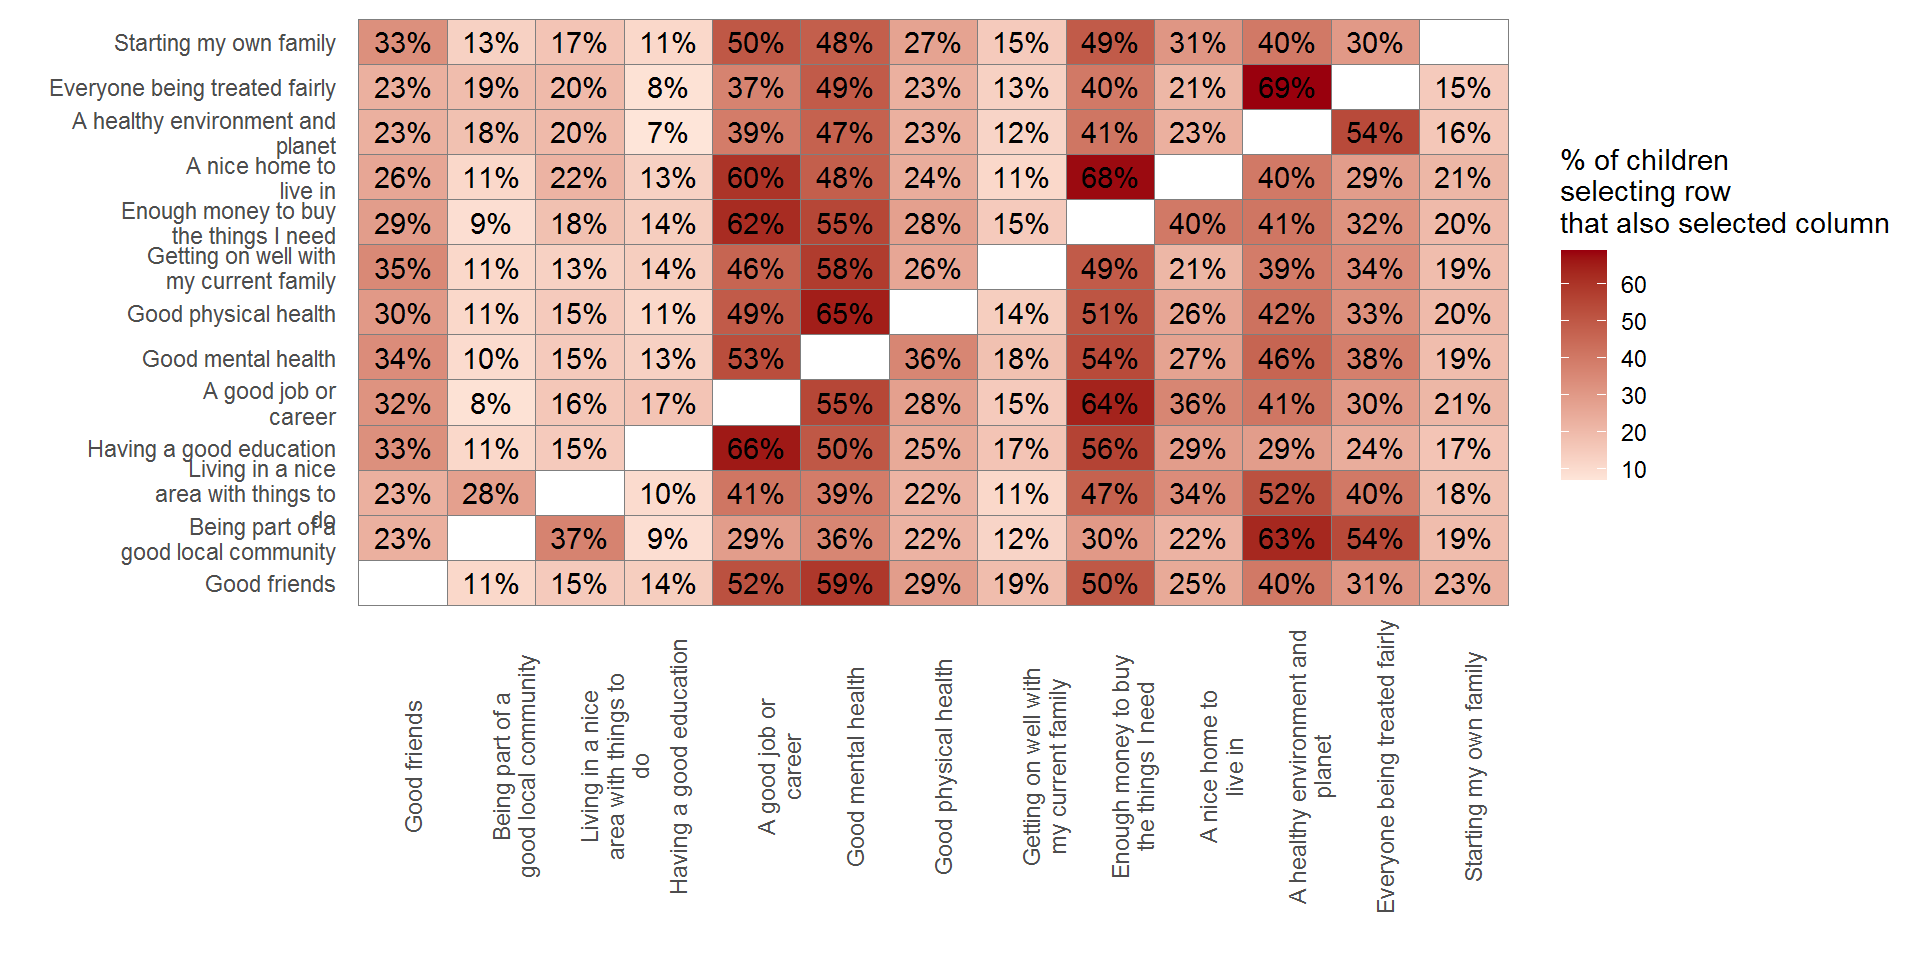 Starting my own family 33% 13% 17% 11% 50% 48% 27% 15% 49% 31% 40% 30%
Everyone being treated fairly 23% 19% 20% 8% 37% 49% 23% 13% 40% 21% 69% 15%
A healthy environment and
planet 23% 18% 20% 7% 39% 47% 23% 12% 41% 23% 54% 16%
A nice home to
live in 26% 11% 22% 13% 60% 48% 24% 11% 68% 40% 29% 21%
Enough money to buy
the things I need 29% 9% 18% 14% 62% 55% 28% 15% 40% 41% 32% 20%
Getting on well with
my current family 35% 11% 13% 14% 46% 58% 26% 49% 21% 39% 34% 19%
Good physical health 30% 11% 15% 11% 49% 65% 14% 51% 26% 42% 33% 20%
Good mental health 34% 10% 15% 13% 53% 36% 18% 54% 27% 46% 38% 19%
A good job or
career 32% 8% 16% 17% 55% 28% 15% 64% 36% 41% 30% 21%
Having a good education 33% 11% 15% 66% 50% 25% 17% 56% 29% 29% 24% 17%
Living in a nice
area with things to
do 23% 28% 10% 41% 39% 22% 11% 47% 34% 52% 40% 18%
Being part of a
good local community 23% 37% 9% 29% 36% 22% 12% 30% 22% 63% 54% 19%
Good friends 11% 15% 14% 52% 59% 29% 19% 50% 25% 40% 31% 23%
Good friends
Being part of a
good local community
Living in a nice
area with things to
do
Having a good education
A good job or
career
Good mental health
Good physical health
Getting on well with
my current family
Enough money to buy
the things I need
A nice home to
live in
A healthy environment and
planet
Everyone being treated fairly
Starting my own family
% of children
selecting row
that also selected column
60
50
40
30
20
10